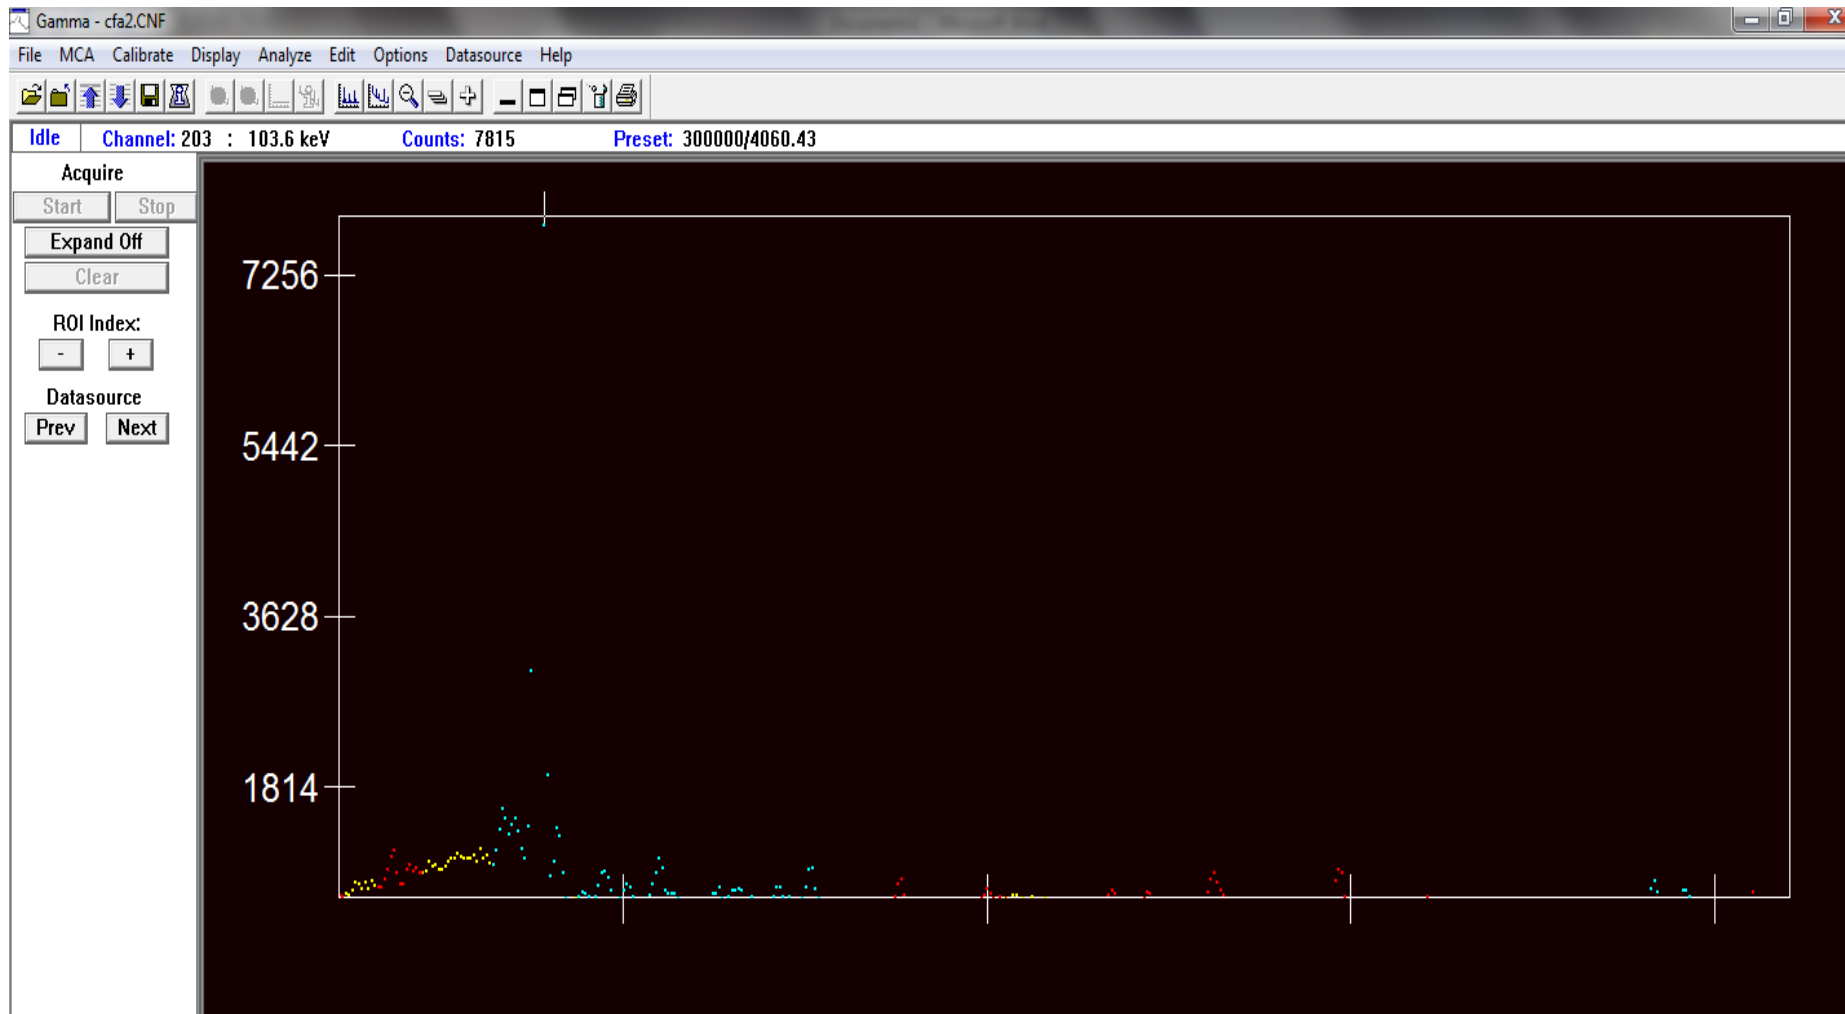 Gamma - cfa2.CNF
File MCA Calibrate Display Analyze Edit Options Datasource Help
Idle Channel: 203 : 103.6 keV Counts: 7815 Preset: 300000/4060.43
Acquire
Start Stop
Expand Off
Clear
ROI Index:
- +
Datasource
Prev Next
7256
5442
3628
1814